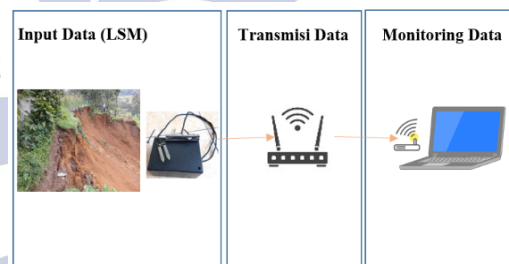 Input Data (LSM)
Transmisi Data
Monitoring Data